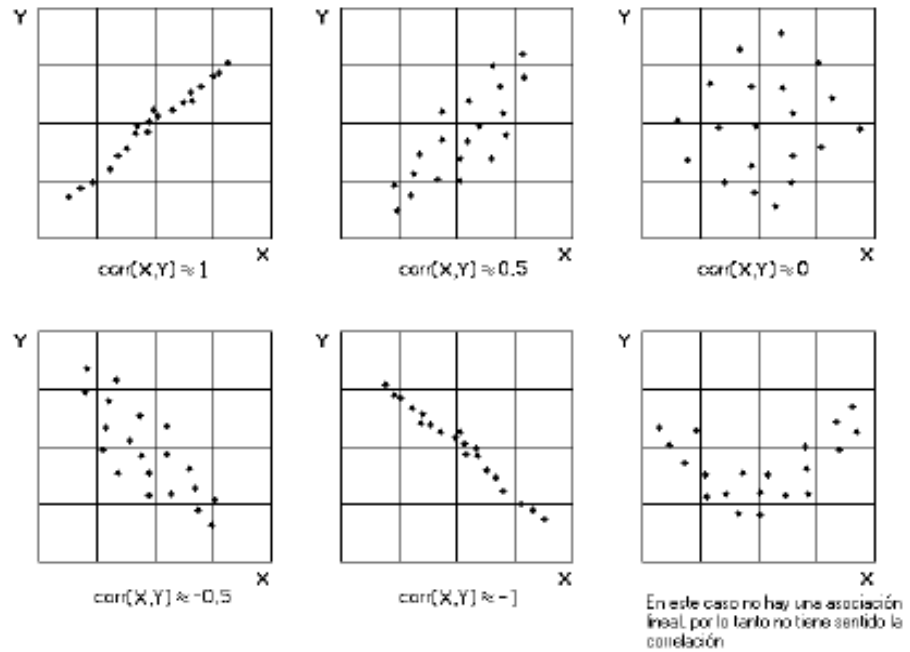 Y
Y
Y
X
X
X
corr(X,Y) ≈ 1
corr(X,Y) ≈ 0.5
corr(X,Y) ≈ 0
Y
Y
Y
X
X
X
corr(X,Y) ≈ -0,5
corr(X,Y) ≈ -1
En este caso no hay una asociación
lineal, por lo tanto no tiene sentido la
correlación